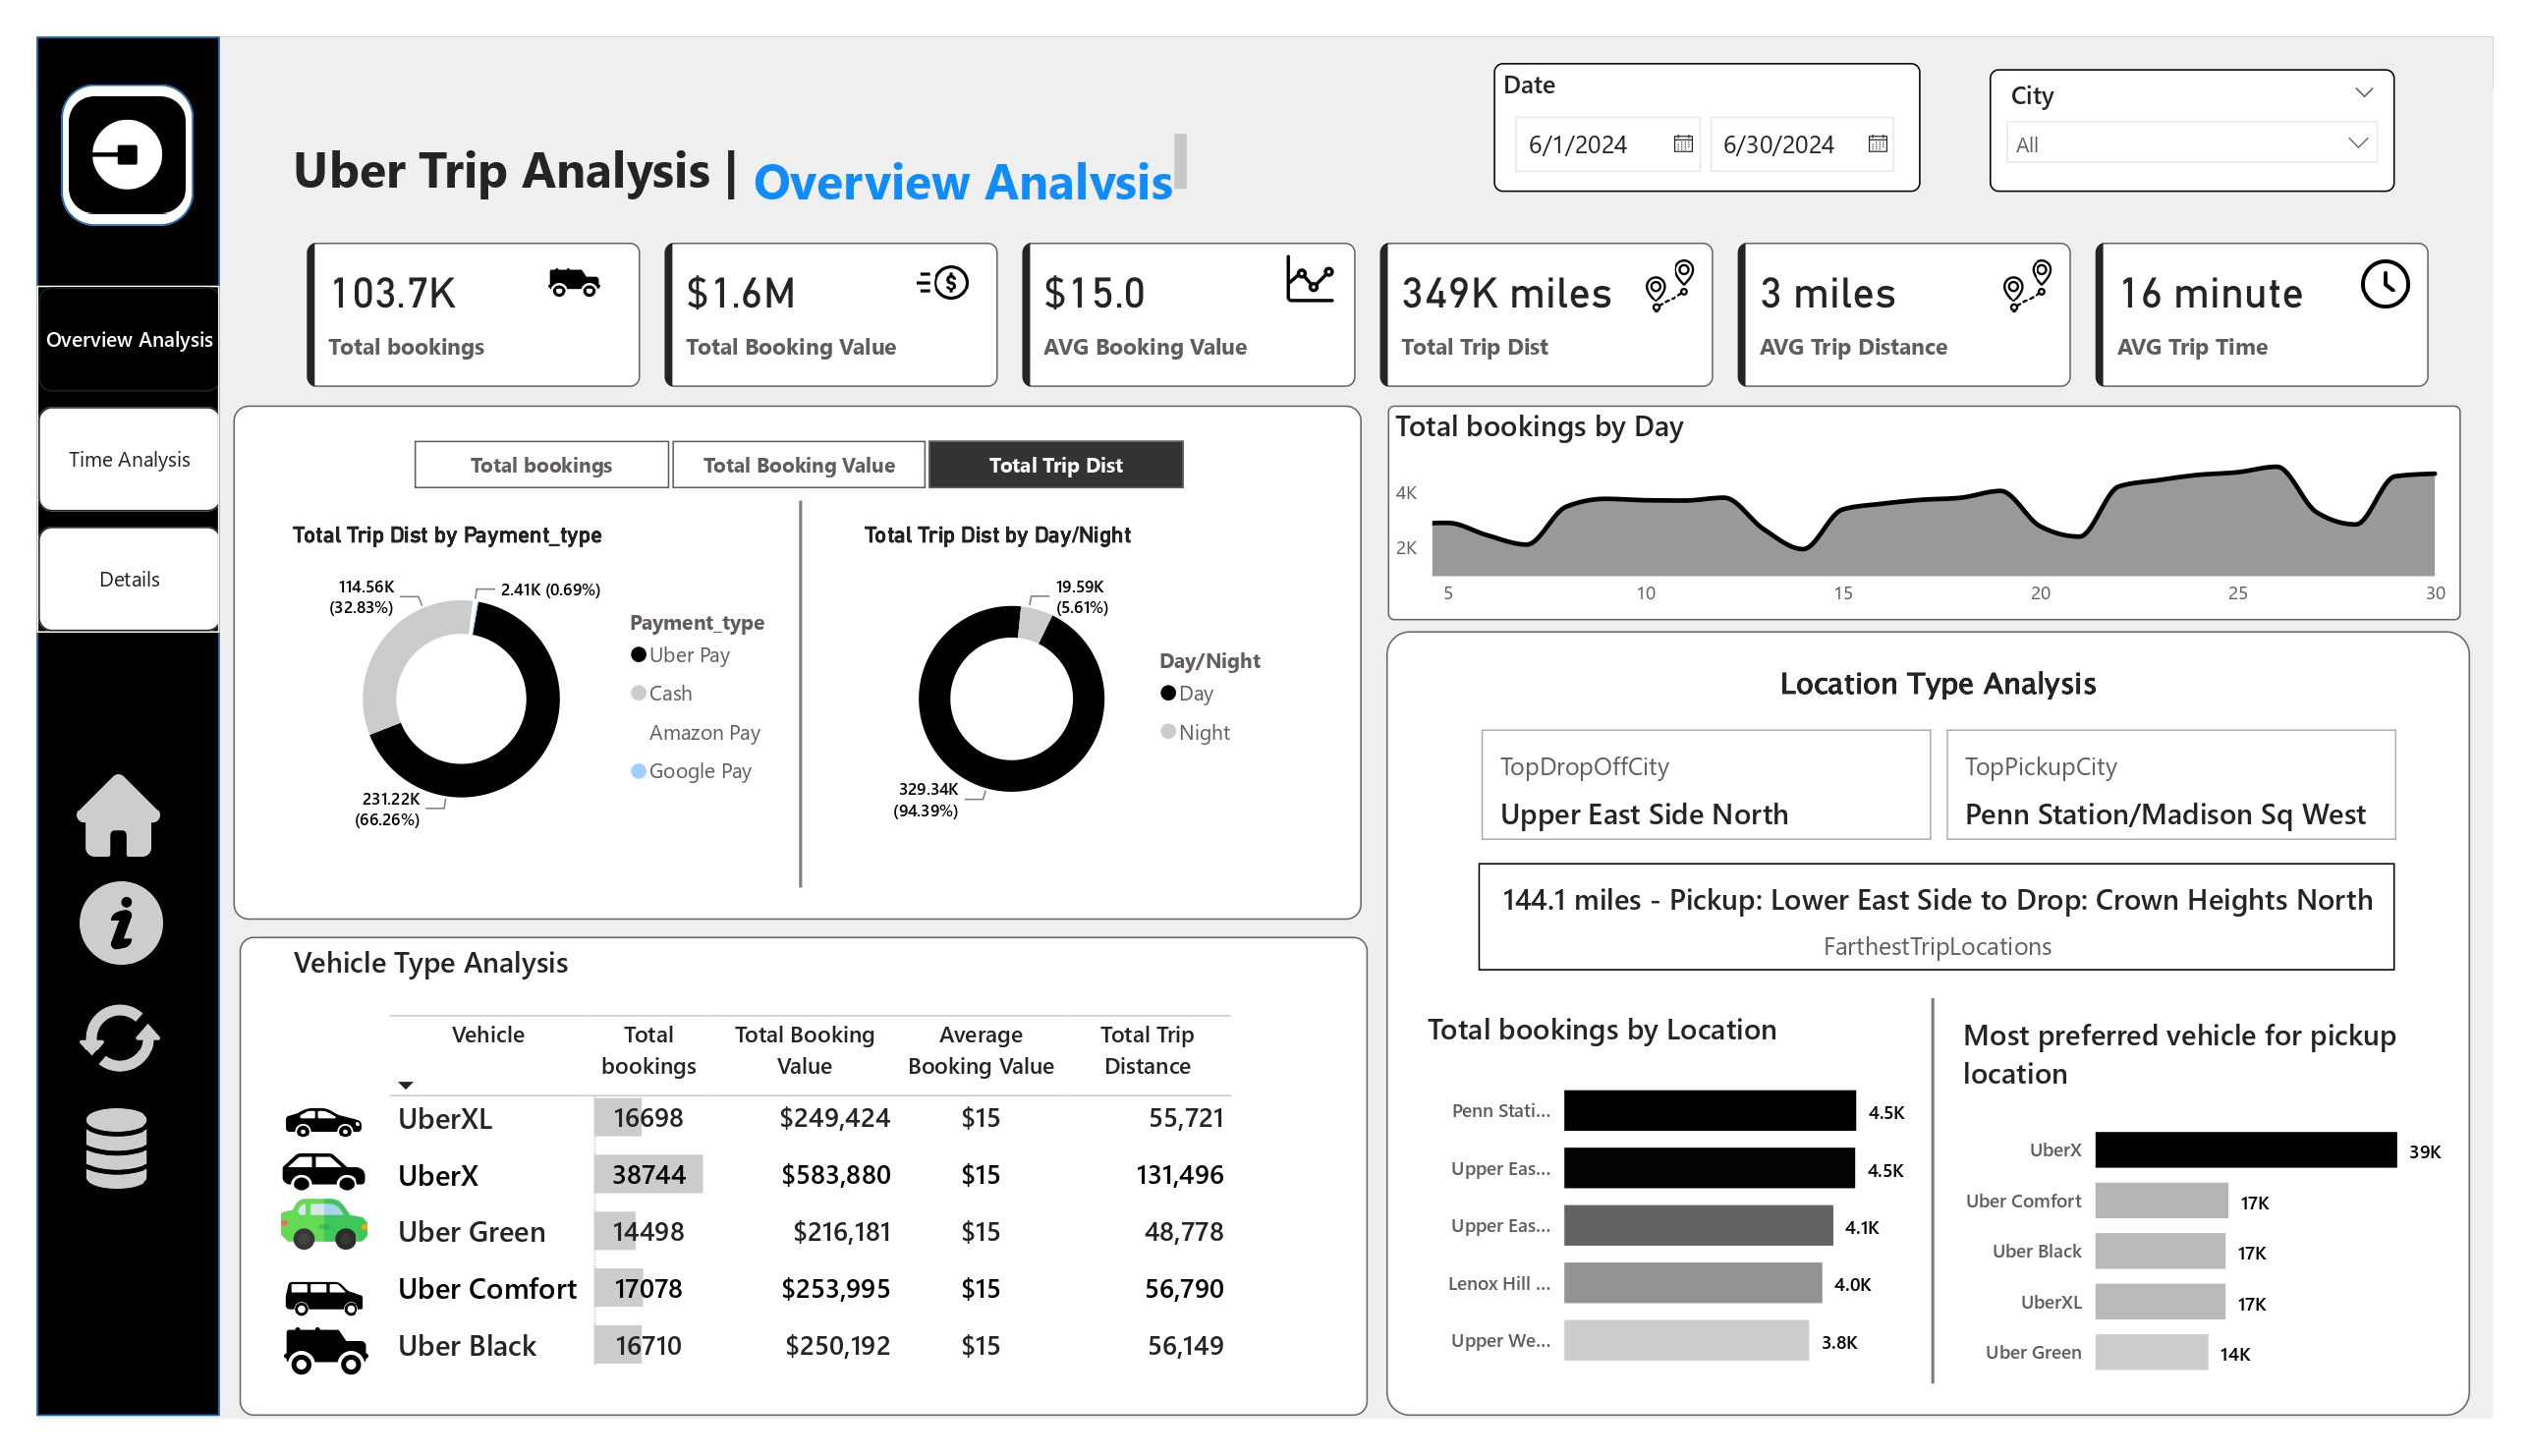 Date
6/1/2024
6/30/2024
City
All
Uber Trip Analysis |
Overview Analysis
Overview Analysis
Time Analysis
Details
103.7K
Total bookings
$1.6M
Total Booking Value
$15.0
AVG Booking Value
349K miles
Total Trip Dist
3 miles
AVG Trip Distance
16 minute
AVG Trip Time
Total bookings
Total Booking Value
Total Trip Dist
Total Trip Dist by Payment_type
114.56K
(32.83%)
2.41K (0.69%)
231.22K
(66.26%)
Payment_type
Uber Pay
Cash
Amazon Pay
Google Pay
Total Trip Dist by Day/Night
19.59K
(5.61%)
329.34K
(94.39%)
Day/Night
Day
Night
Total bookings by Day
4K
2K
5
10
15
20
25
30
Location Type Analysis
TopDropOffCity
Upper East Side North
TopPickupCity
Penn Station/Madison Sq West
144.1 miles - Pickup: Lower East Side to Drop: Crown Heights North
FarthestTripLocations
Vehicle Type Analysis
Vehicle
Total
bookings
Total Booking
Value
Average
Booking Value
Total Trip
Distance
UberXL 16698 $249,424 $15 55,721
UberX 38744 $583,880 $15 131,496
Uber Green 14498 $216,181 $15 48,778
Uber Comfort 17078 $253,995 $15 56,790
Uber Black 16710 $250,192 $15 56,149
Total bookings by Location
Penn Stati... 4.5K
Upper Eas... 4.5K
Upper Eas... 4.1K
Lenox Hill ... 4.0K
Upper We... 3.8K
Most preferred vehicle for pickup
location
UberX 39K
Uber Comfort 17K
Uber Black 17K
UberXL 17K
Uber Green 14K